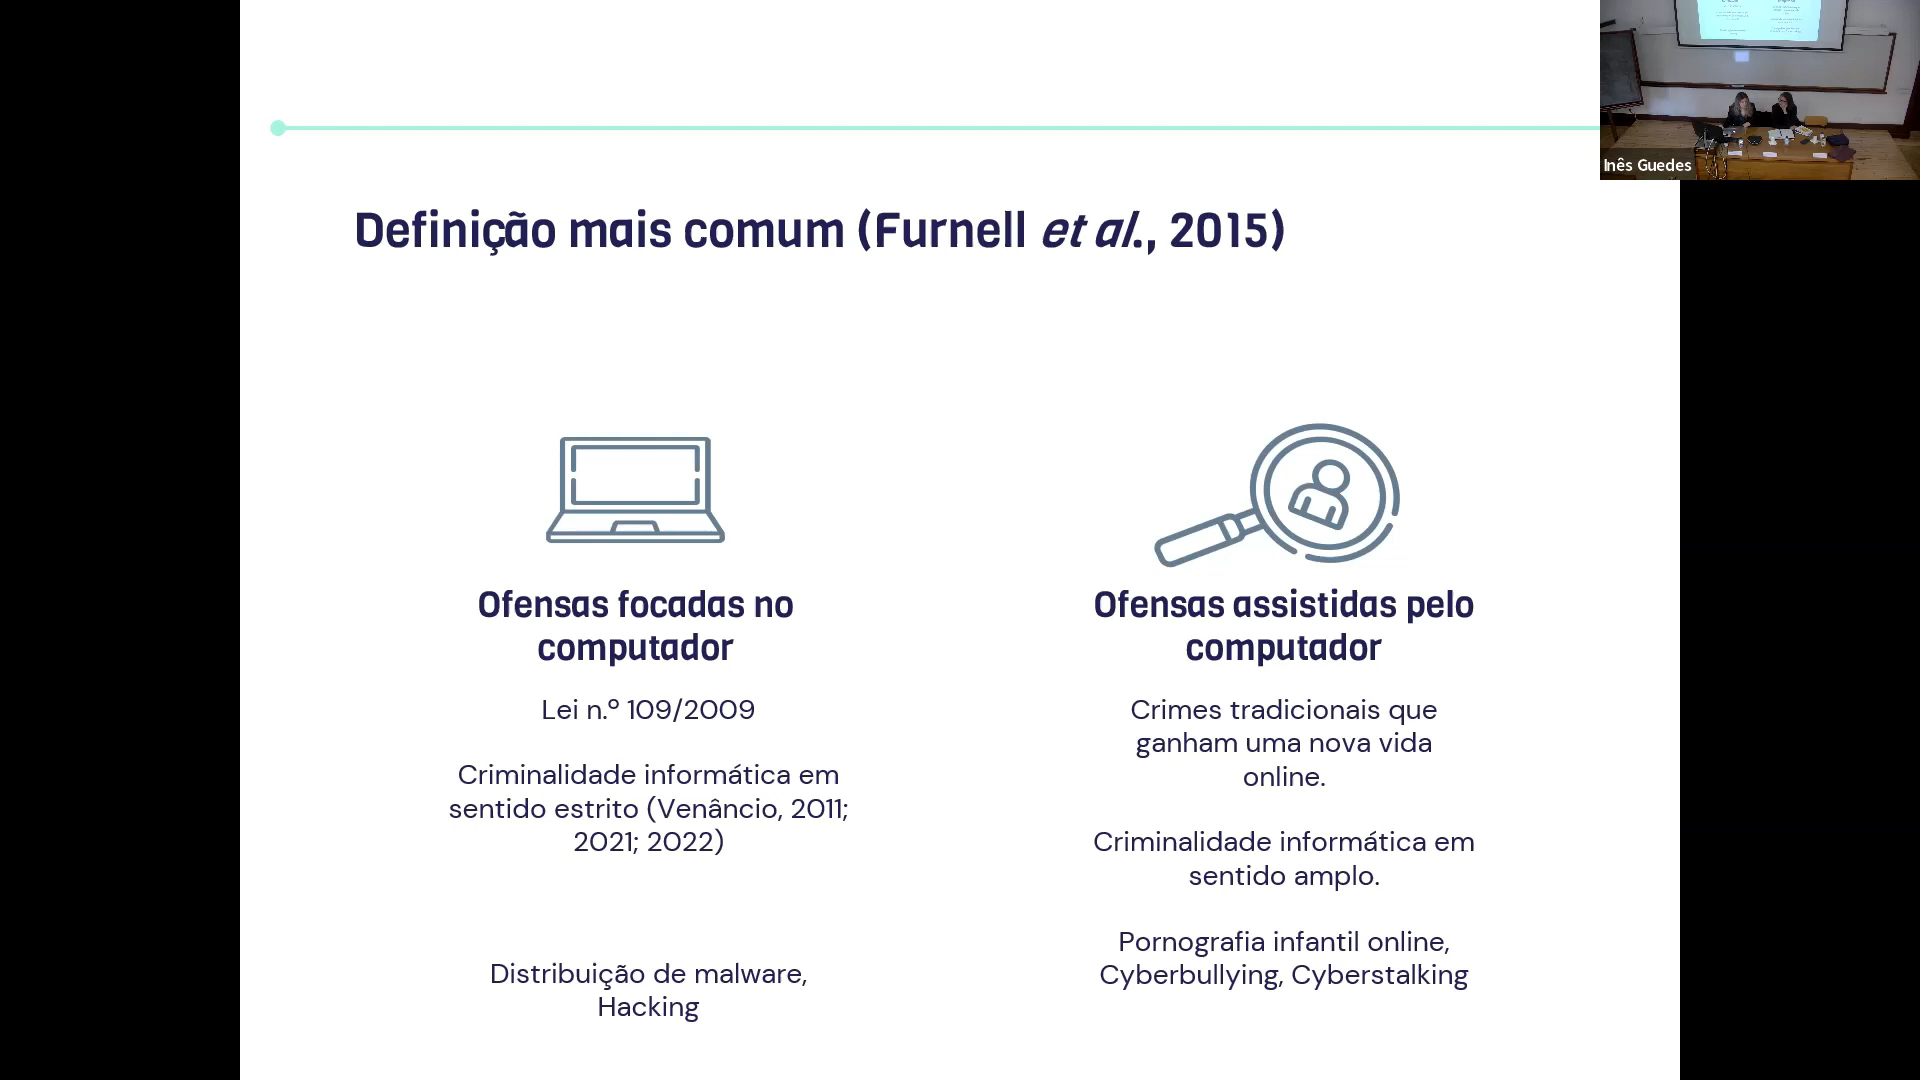 Inês Guedes
Definição mais comum (Furnell et al., 2015)
Ofensas focadas no
computador
Lei n.º 109/2009
Criminalidade informática em
sentido estrito (Venâncio, 2011;
2021; 2022)
Distribuição de malware,
Hacking
Ofensas assistidas pelo
computador
Crimes tradicionais que
ganham uma nova vida
online.
Criminalidade informática em
sentido amplo.
Pornografia infantil online,
Cyberbullying, Cyberstalking